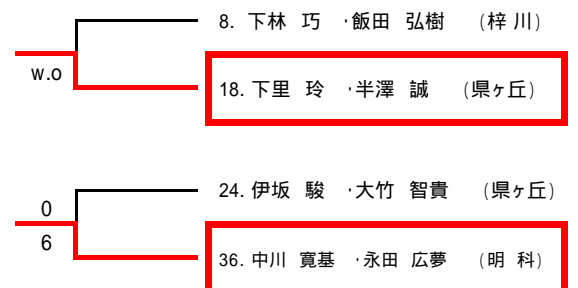 8. 下林 巧 ・飯田 弘樹 (梓 川)
w.o
18. 下里 玲 ・半澤 誠 (県ヶ丘)
24. 伊坂 駿 ・大竹 智貴 (県ヶ丘)
0
6
36. 中川 寛基 ・永田 広夢 (明 科)